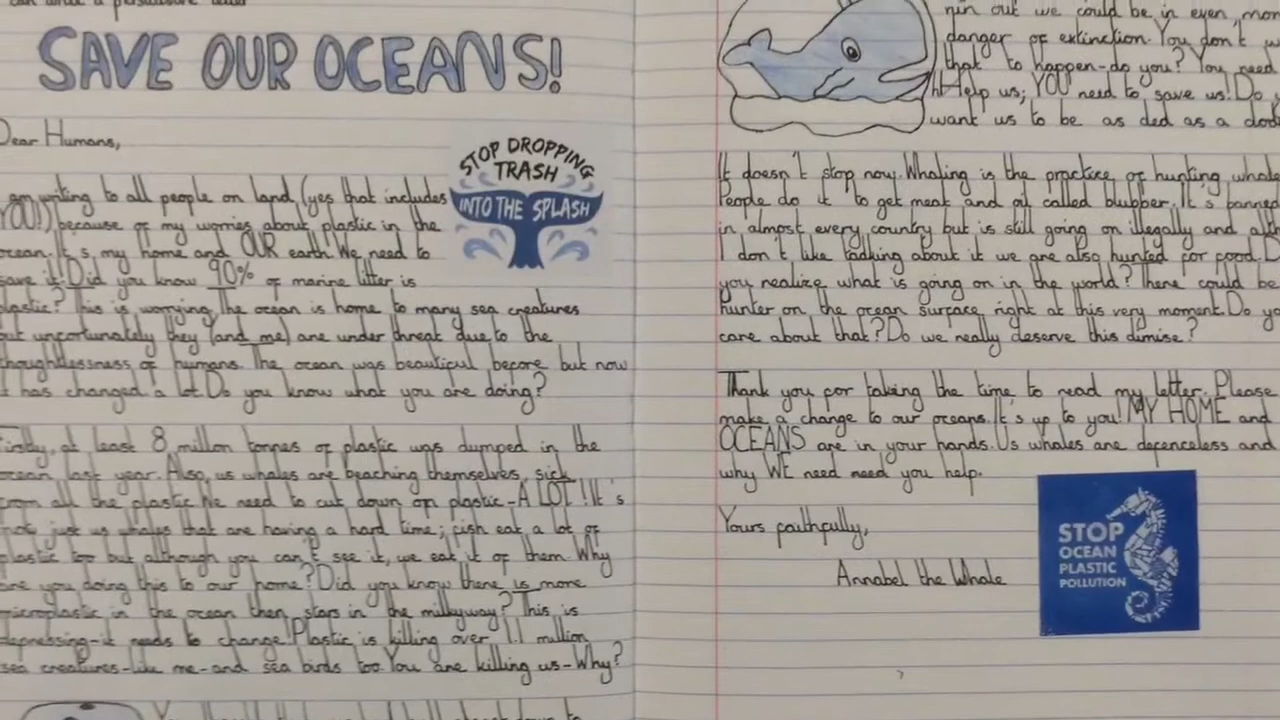 SAVE OUR OCEANS!
Dear Humans,
STOP DROPPING
TRASH
INTO THE SPLASH
am writing to all people on land (yes that includes
YOU!) because of my worries about plastic in the
ocean. It's my home and OUR earth. We need to
save it! Did you know 90% of marine litter is
plastic? This is worrying. The ocean is home to many sea creatures
but unfortunately they (and me) are under threat due to the
thoughtlessness of humans. The ocean was beautiful before but now
it has changed a lot. Do you know what you are doing?
Firstly, at least 8 millon tonnes of plastic was dumped in the
ocean last year. Also, us whales are beaching themselves, sick
from all the plastic. We need to cut down on plastic-A LOT! It's
not just us whales that are having a hard time; fish eat a lot of
plastic too but although you can't see it, we eat it of them. Why
are you doing this to our home? Did you know there is more
microplastic in the ocean then stars in the milkyway? This is
depressing-it needs to change! Plastic is killing over 1.1 million
sea creatures-like me-and sea birds too. You are killing us-Why?
run out we could be in even mor
danger of extinction. You don't w
that to happen-do you? You need
Help us; YOU need to save us! Do
want us to be as ded as a dod
It doesn't stop now. Whaling is the practice of hunting whale
People do it to get meat and oil called blubber. It's banned
in almost every country but is still going on illegally and alth
I don't like talking about it we are also hunted for food. D
you realize what is going on in the world? There could be
hunter on the ocean surface right at this very moment. Do yo
care about that? Do we really deserve this dimise?
Thank you for taking the time to read my letter. Please
make a change to our oceans. It's up to you! MY HOME and
OCEANS are in your hands. Us whales are defenceless and
why WE need need you help.
Yours faithfully,
Annabel the Whale
STOP
OCEAN
PLASTIC
POLLUTION